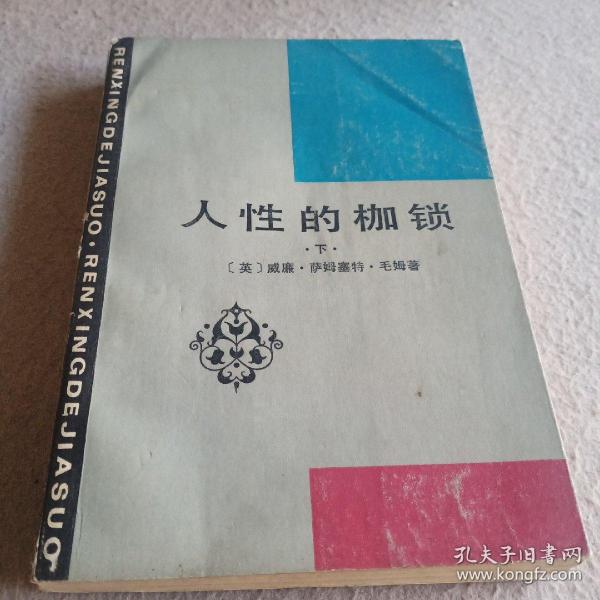 RENXINGDEJIASUO·RENXINGDEJIASUO
人性的枷锁
·下·
〔英〕威廉·萨姆塞特·毛姆著
孔夫子旧书网
www.kongfz.com